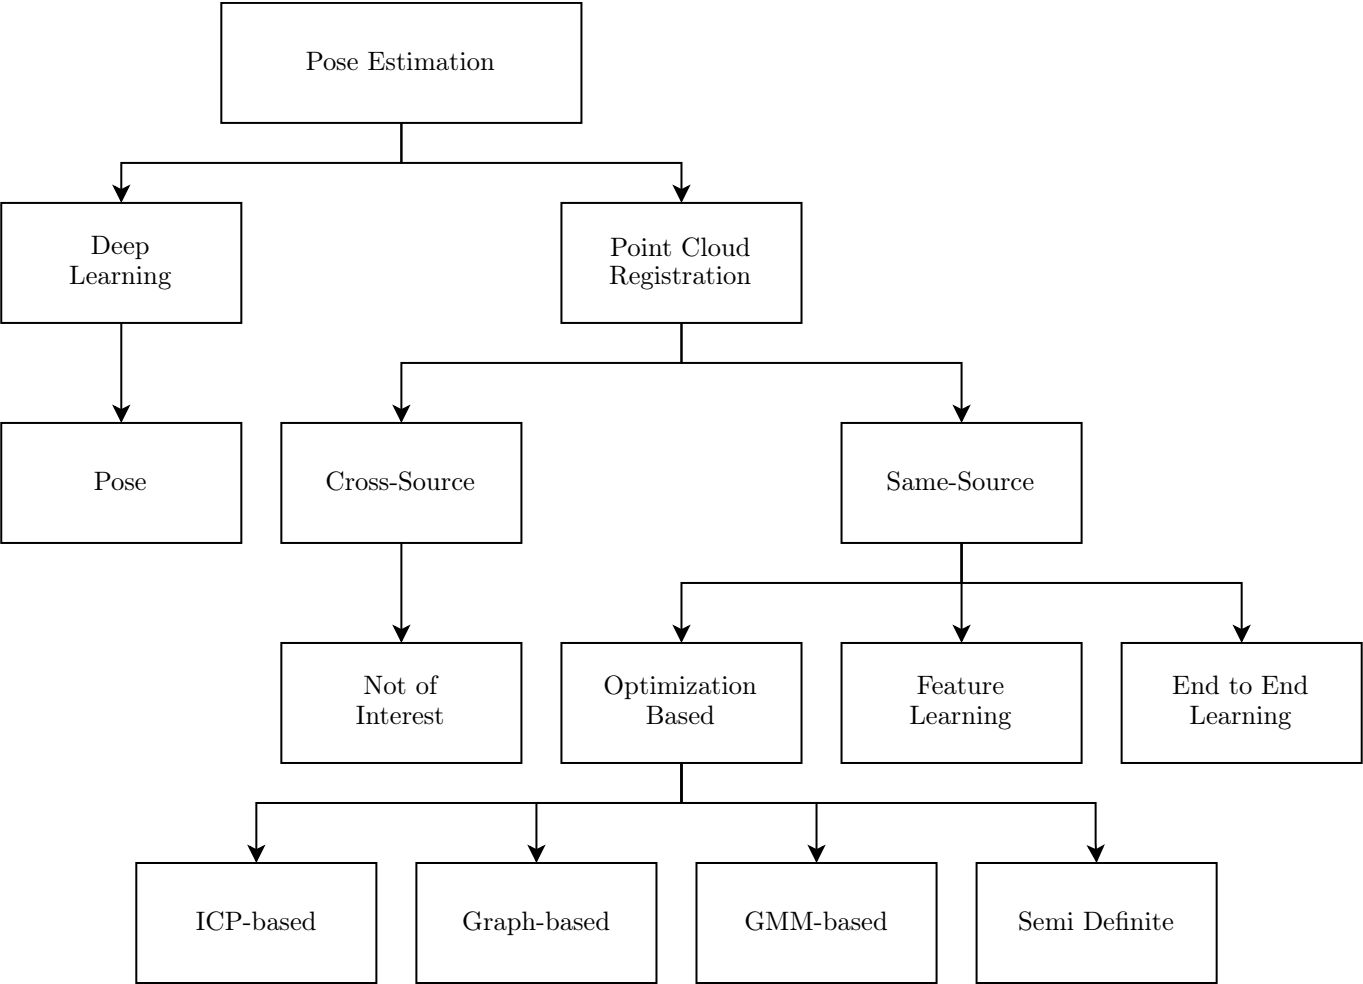 Pose Estimation
Deep
Learning
Point Cloud
Registration
Pose
Cross-Source
Same-Source
Not of
Interest
Optimization
Based
Feature
Learning
End to End
Learning
ICP-based
Graph-based
GMM-based
Semi Definite